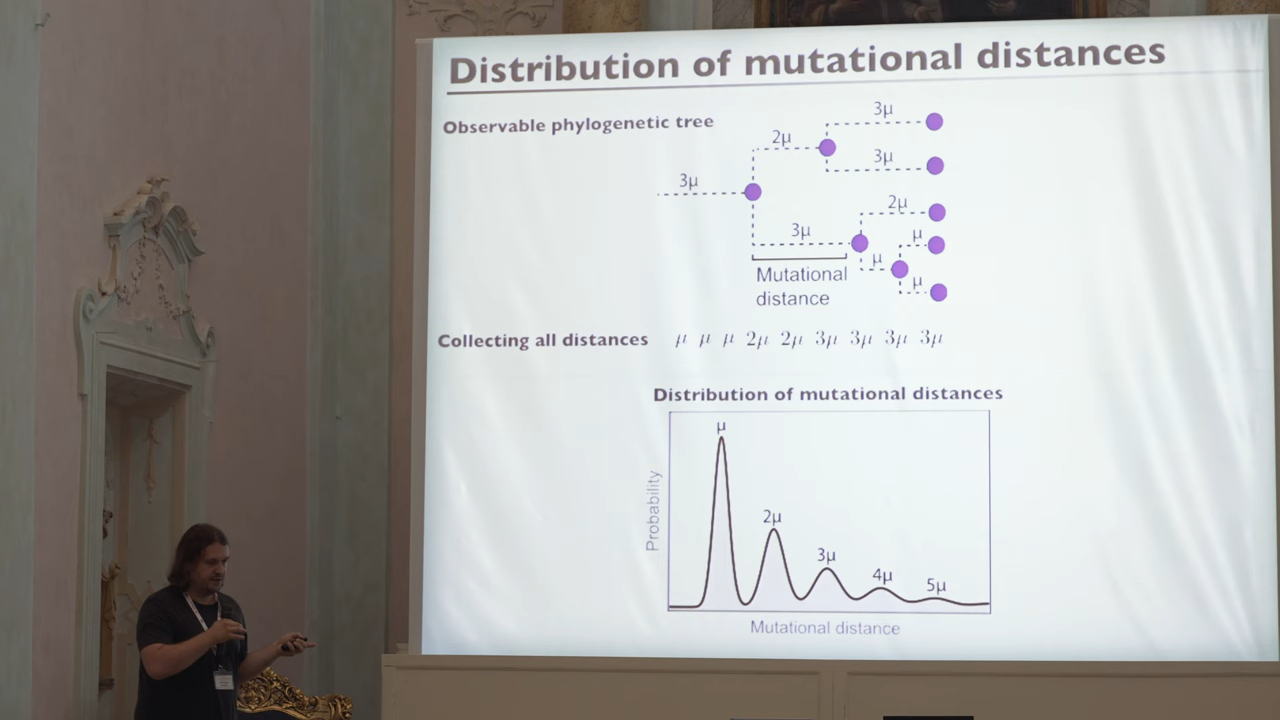 Distribution of mutational distances
Observable phylogenetic tree
3μ
2μ
3μ
3μ
3μ
2μ
μ
μ
μ
Mutational
distance
Collecting all distances μ μ μ 2μ 2μ 3μ 3μ 3μ 3μ
Distribution of mutational distances
Probability
μ
2μ
3μ
4μ
5μ
Mutational distance